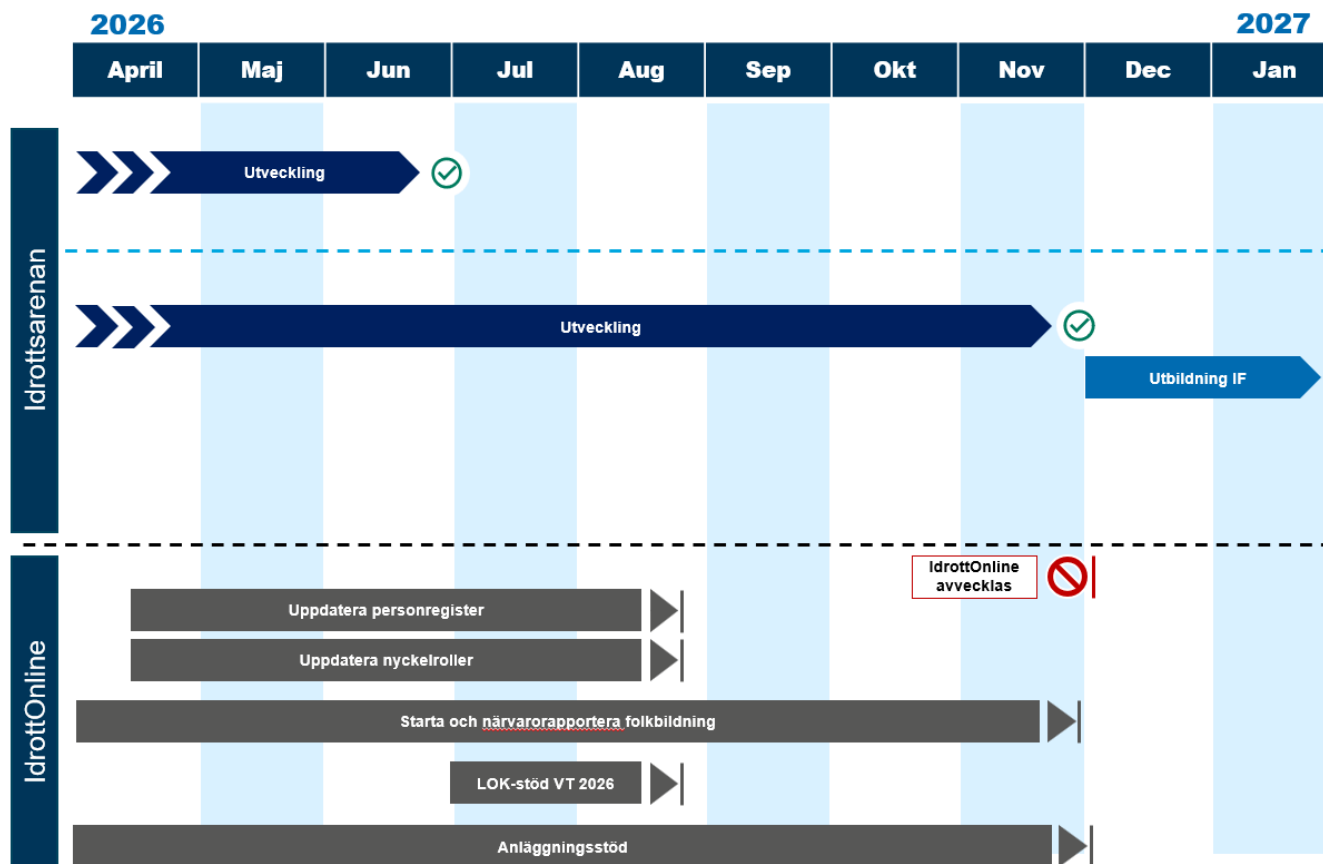 2026
2027
April
Maj
Jun
Jul
Aug
Sep
Okt
Nov
Dec
Jan
Idrottsarenan
Utveckling
Utveckling
Utbildning IF
IdrottOnline
IdrottOnline
avvecklas
Uppdatera personregister
Uppdatera nyckelroller
Starta och närvarorapportera folkbildning
LOK-stöd VT 2026
Anläggningsstöd